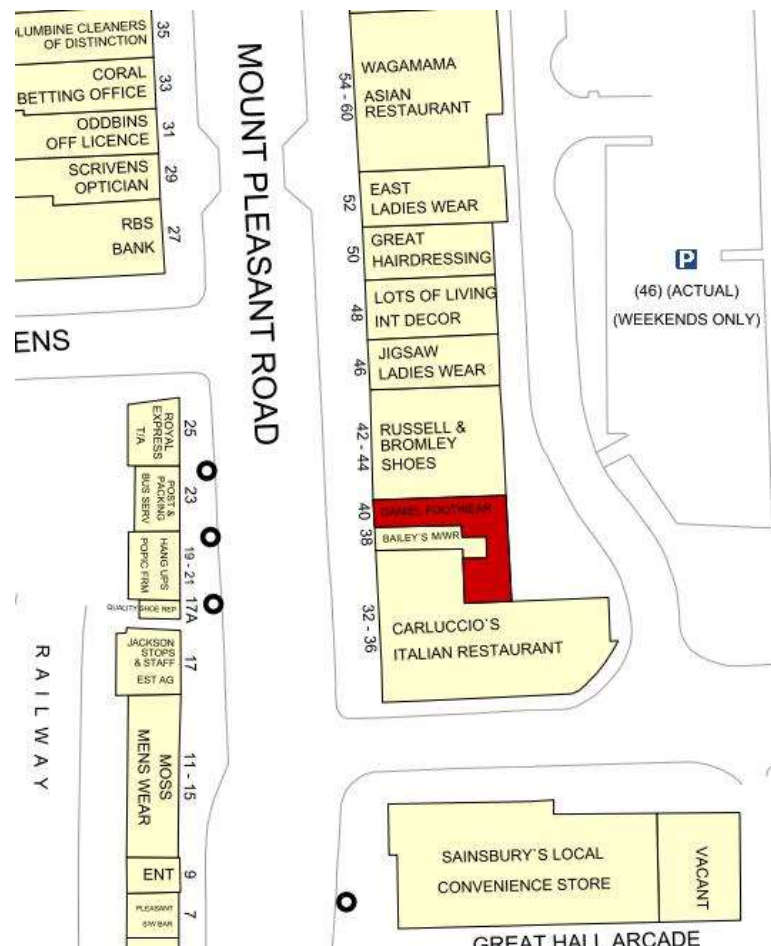 LUMBINE CLEANERS
OF DISTINCTION
35
CORAL
BETTING OFFICE
33
ODDBINS
OFF LICENCE
31
SCRIVENS
OPTICIAN
29
RBS
BANK
27
ENS
MOUNT PLEASANT ROAD
WAGAMAMA
ASIAN
RESTAURANT
54 - 60
EAST
LADIES WEAR
52
GREAT
HAIRDRESSING
50
LOTS OF LIVING
INT DECOR
48
JIGSAW
LADIES WEAR
46
RUSSELL &
BROMLEY
SHOES
42 - 44
DANIEL FOOTWEAR
40
BAILEY'S M/WR
38
CARLUCCIO'S
ITALIAN RESTAURANT
32 - 36
P
(46) (ACTUAL)
(WEEKENDS ONLY)
ROYAL
EXPRESS
T/A
25
POST &
PACKING
BUS SERV
23
HANG UPS
POPIC FRM
19 - 21
QUALITY SHOE REP
17A
JACKSON
STOPS
& STAFF
EST AG
17
MOSS
MENS WEAR
11 - 15
ENT
9
PLEASANT
S/W BAR
7
RAILWAY
SAINSBURY'S LOCAL
CONVENIENCE STORE
VACANT
GREAT HALL ARCADE